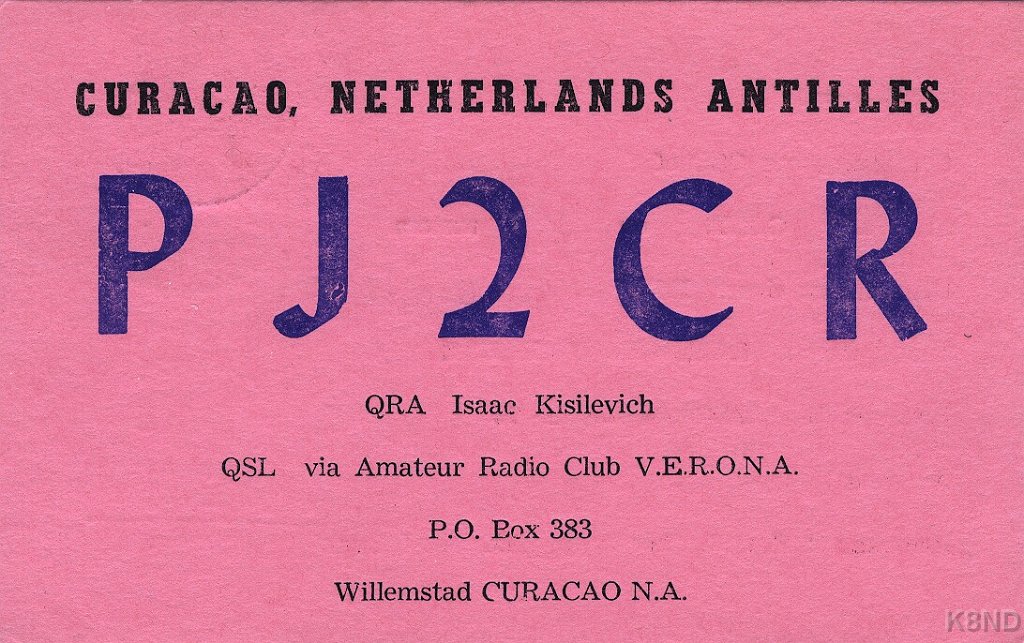 CURACAO, NETHERLANDS ANTILLES
PJ2CR
QRA Isaac Kisilevich
QSL via Amateur Radio Club V.E.R.O.N.A.
P.O. Box 383
Willemstad CURACAO N.A.
K8ND